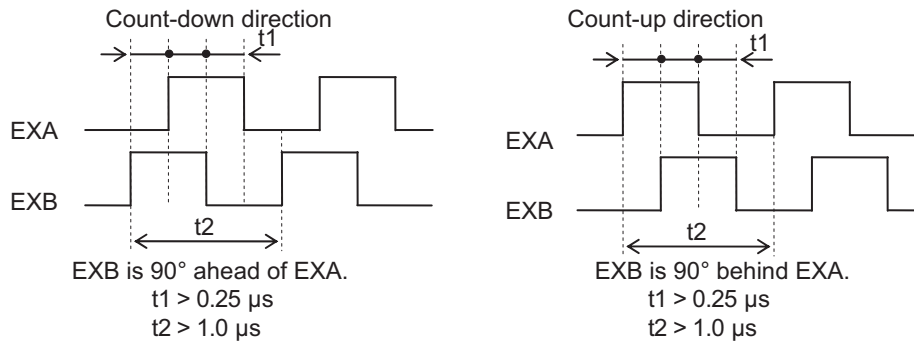 Count-down direction
t1
EXA
EXB
t2
EXB is 90° ahead of EXA.
t1 > 0.25 μs
t2 > 1.0 μs
Count-up direction
t1
EXA
EXB
t2
EXB is 90° behind EXA.
t1 > 0.25 μs
t2 > 1.0 μs